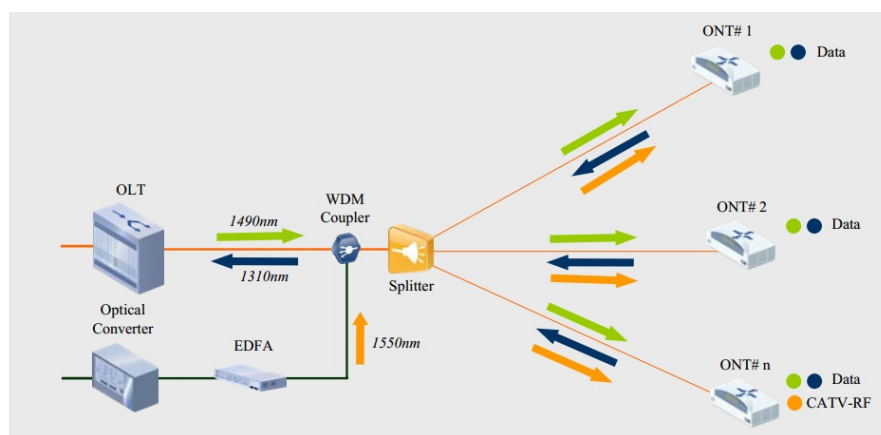 ONT# 1
Data
OLT
WDM
Coupler
1490nm
1310nm
ONT# 2
Data
Splitter
Optical
Converter
EDFA
1550nm
ONT# n
Data
CATV-RF